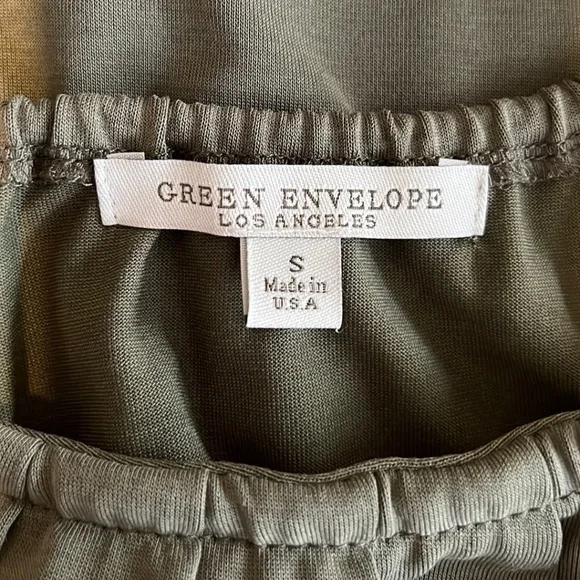 GREEN ENVELOPE
LOS ANGELES
S
Made in
U.S.A